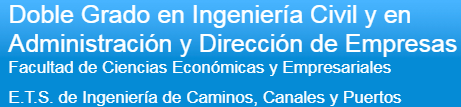 Doble Grado en Ingeniería Civil y en
Administración y Dirección de Empresas
Facultad de Ciencias Económicas y Empresariales
E.T.S. de Ingeniería de Caminos, Canales y Puertos